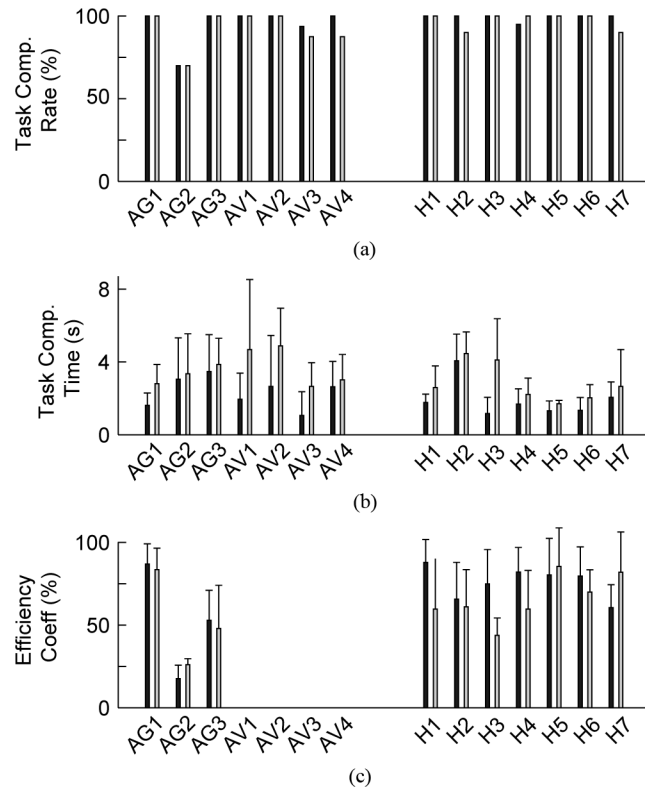 Task Comp.
Rate (%)
100
50
0
AG1 AG2 AG3 AV1 AV2 AV3 AV4 H1 H2 H3 H4 H5 H6 H7
(a)
Task Comp.
Time (s)
8
4
0
AG1 AG2 AG3 AV1 AV2 AV3 AV4 H1 H2 H3 H4 H5 H6 H7
(b)
Efficiency
Coeff (%)
100
50
0
AG1 AG2 AG3 AV1 AV2 AV3 AV4 H1 H2 H3 H4 H5 H6 H7
(c)